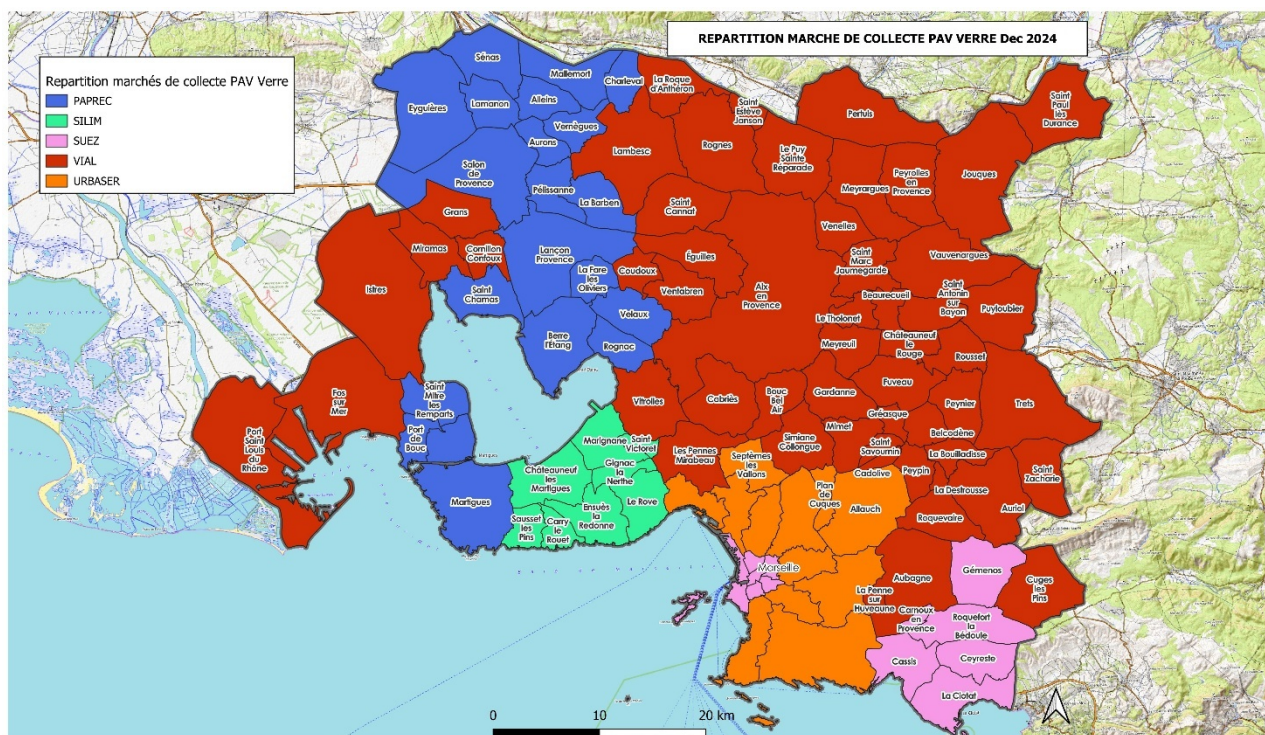 REPARTITION MARCHE DE COLLECTE PAV VERRE Dec 2024
Repartition marchés de collecte PAV Verre
PAPREC
SILIM
SUEZ
VIAL
URBASER
Sénas
Mallemort
Charleval
La Roque
d'Anthéron
Saint
Estève
Janson
Pertuis
Saint
Paul
lès
Durance
Eyguières
Lamanon
Alleins
Vernègues
Aurons
Lambesc
Rognes
Le Puy
Sainte
Réparade
Meyrargues
Peyrolles
en
Provence
Jouques
Salon
de
Provence
Pélissanne
La Barben
Saint
Cannat
Venelles
Grans
Miramas
Cornillon
Confoux
Lançon
Provence
La Fare
les
Oliviers
Coudoux
Éguilles
Ventabren
Saint
Marc
Jaumegarde
Vauvenargues
Istres
Saint
Chamas
Velaux
Aix
en
Provence
Beaurecueil
Saint
Antonin
sur
Bayon
Puyloubier
Le Tholonet
Berre
l'Étang
Rognac
Meyreuil
Châteauneuf
le
Rouge
Rousset
Fos
sur
Mer
Saint
Mitre
les
Remparts
Port
de
Bouc
Vitrolles
Cabriès
Bouc
Bel
Air
Gardanne
Fuveau
Peynier
Trets
Gréasque
Mimet
Belcodène
Port
Saint
Louis
du
Rhône
Marignane
Saint
Victoret
Les Pennes
Mirabeau
Simiane
Collongue
Saint
Savournin
La Bouilladisse
Septèmes
les
Vallons
Cadolive
Peypin
Saint
Zacharie
Châteauneuf
les
Martigues
Gignac
la
Nerthe
Plan
de
Cuques
Allauch
La Destrousse
Auriol
Martigues
Le Rove
Ensuès
la
Redonne
Sausset
les
Pins
Carry
le
Rouet
Roquevaire
Marseille
Aubagne
Gémenos
Cuges
les
Pins
La Penne
sur
Huveaune
Carnoux
en
Provence
Roquefort
la
Bédoule
Cassis
Ceyreste
La Ciotat
0 10 20 km